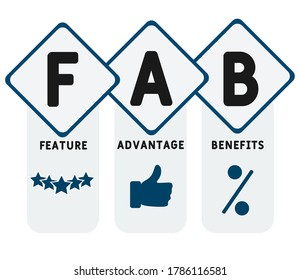 F A B
FEATURE ADVANTAGE BENEFITS
%
shutterstock.com · 1786116581